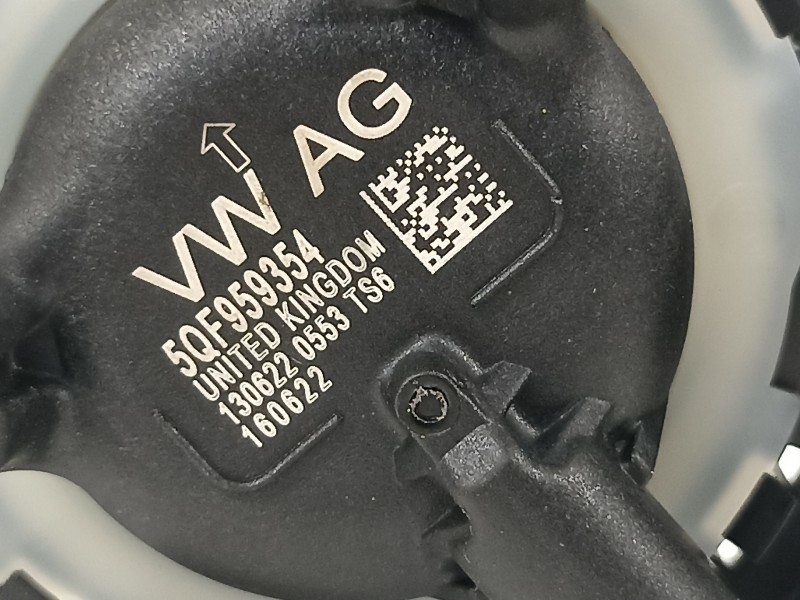 VW AG
5QF959354
UNITED KINGDOM
130622 0553 TS6
160622